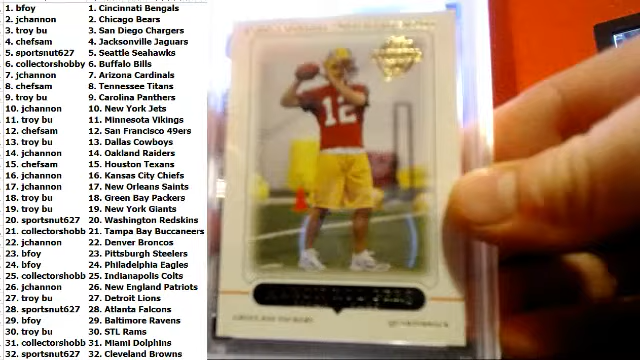 1. bfoy 1. Cincinnati Bengals
2. jchannon 2. Chicago Bears
3. troy bu 3. San Diego Chargers
4. chefsam 4. Jacksonville Jaguars
5. sportsnut627 5. Seattle Seahawks
6. collectorshobby 6. Buffalo Bills
7. jchannon 7. Arizona Cardinals
8. chefsam 8. Tennessee Titans
9. troy bu 9. Carolina Panthers
10. jchannon 10. New York Jets
11. troy bu 11. Minnesota Vikings
12. chefsam 12. San Francisco 49ers
13. troy bu 13. Dallas Cowboys
14. jchannon 14. Oakland Raiders
15. chefsam 15. Houston Texans
16. jchannon 16. Kansas City Chiefs
17. jchannon 17. New Orleans Saints
18. troy bu 18. Green Bay Packers
19. troy bu 19. New York Giants
20. sportsnut627 20. Washington Redskins
21. collectorshobb 21. Tampa Bay Buccaneers
22. jchannon 22. Denver Broncos
23. bfoy 23. Pittsburgh Steelers
24. bfoy 24. Philadelphia Eagles
25. collectorshobb 25. Indianapolis Colts
26. jchannon 26. New England Patriots
27. troy bu 27. Detroit Lions
28. sportsnut627 28. Atlanta Falcons
29. bfoy 29. Baltimore Ravens
30. troy bu 30. STL Rams
31. collectorshobb 31. Miami Dolphins
32. sportsnut627 32. Cleveland Browns
12